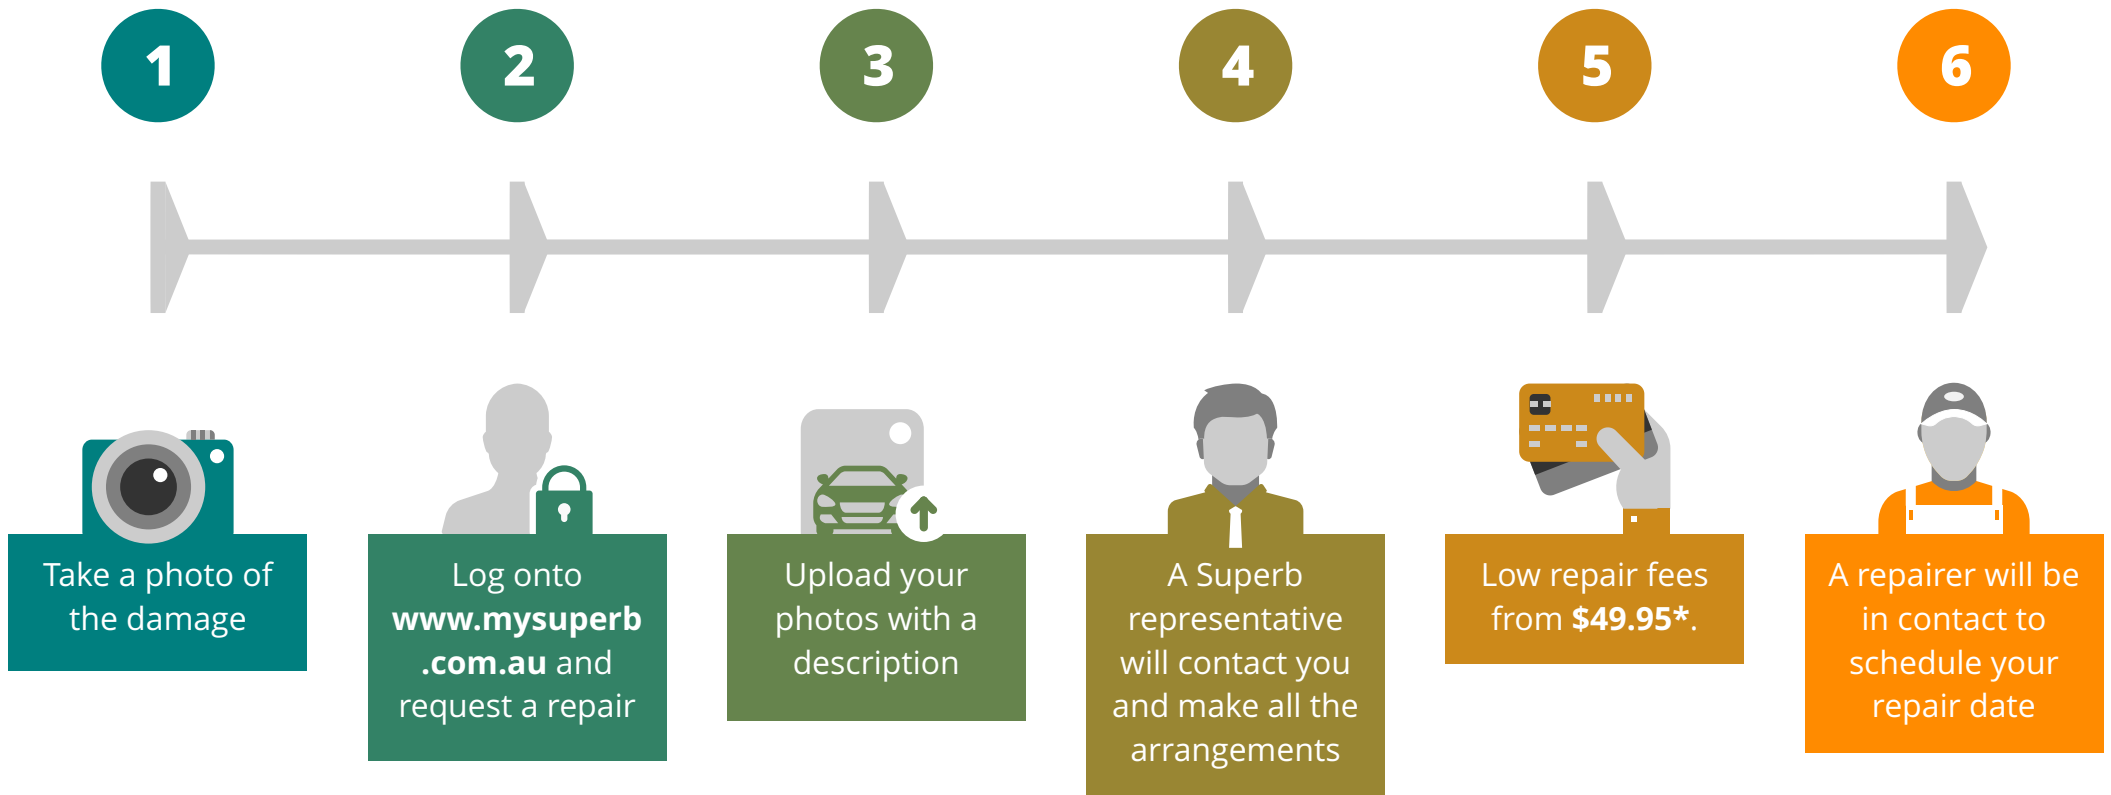 1
2
3
4
5
6
Take a photo of
the damage
Log onto
www.mysuperb
.com.au and
request a repair
Upload your
photos with a
description
A Superb
representative
will contact you
and make all the
arrangements
Low repair fees
from $49.95*.
A repairer will be
in contact to
schedule your
repair date